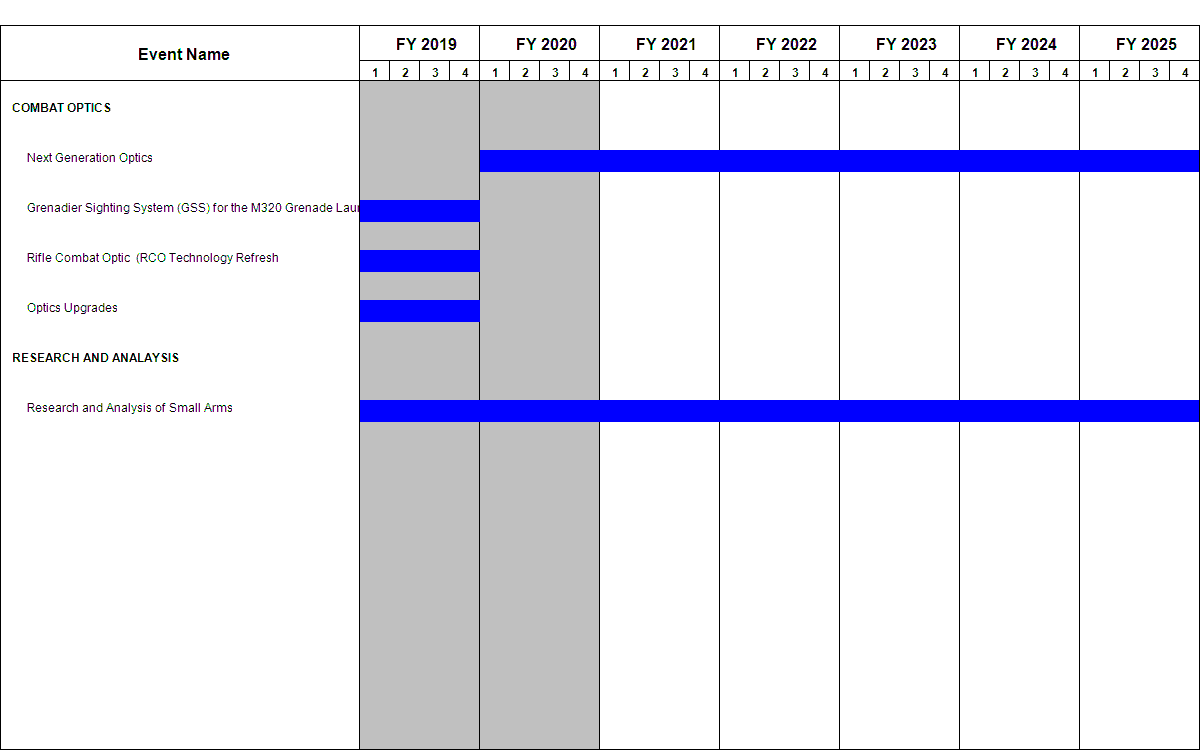 Event Name FY 2019 FY 2020 FY 2021 FY 2022 FY 2023 FY 2024 FY 2025
1 2 3 4 1 2 3 4 1 2 3 4 1 2 3 4 1 2 3 4 1 2 3 4 1 2 3 4
COMBAT OPTICS
Next Generation Optics
Grenadier Sighting System (GSS) for the M320 Grenade Lau
Rifle Combat Optic (RCO Technology Refresh
Optics Upgrades
RESEARCH AND ANALAYSIS
Research and Analysis of Small Arms